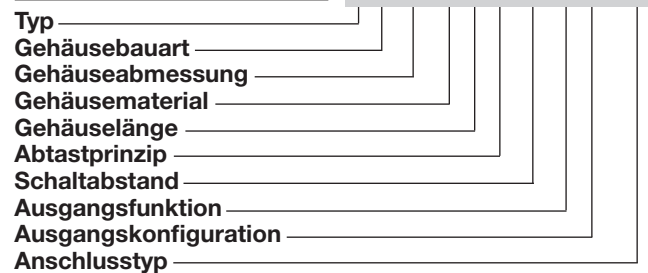 Typ
Gehäusebauart
Gehäuseabmessung
Gehäusematerial
Gehäuselänge
Abtastprinzip
Schaltabstand
Ausgangsfunktion
Ausgangskonfiguration
Anschlusstyp